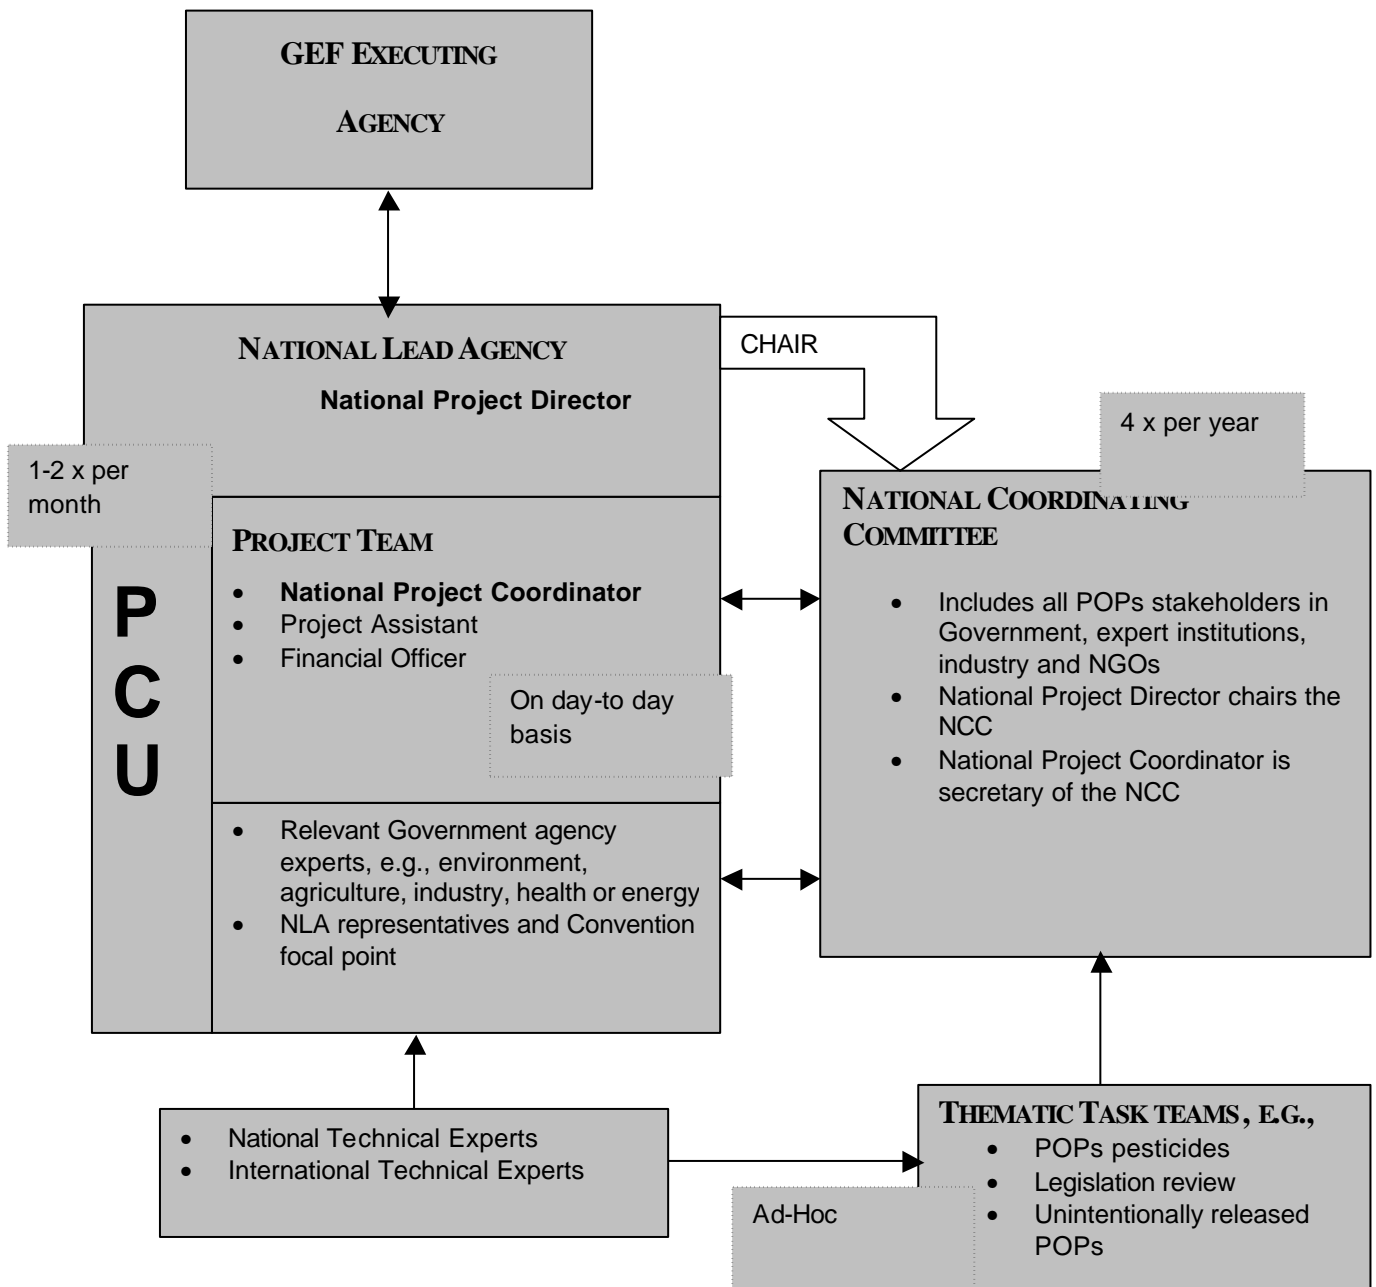 GEF EXECUTING
AGENCY
NATIONAL LEAD AGENCY
National Project Director
CHAIR
4 x per year
1-2 x per
month
P
C
U
PROJECT TEAM
• National Project Coordinator
• Project Assistant
• Financial Officer
On day-to day
basis
• Relevant Government agency
experts, e.g., environment,
agriculture, industry, health or energy
• NLA representatives and Convention
focal point
NATIONAL COORDINATING
COMMITTEE
• Includes all POPs stakeholders in
Government, expert institutions,
industry and NGOs
• National Project Director chairs the
NCC
• National Project Coordinator is
secretary of the NCC
• National Technical Experts
• International Technical Experts
THEMATIC TASK TEAMS, E.G.,
• POPs pesticides
• Legislation review
• Unintentionally released
POPs
Ad-Hoc